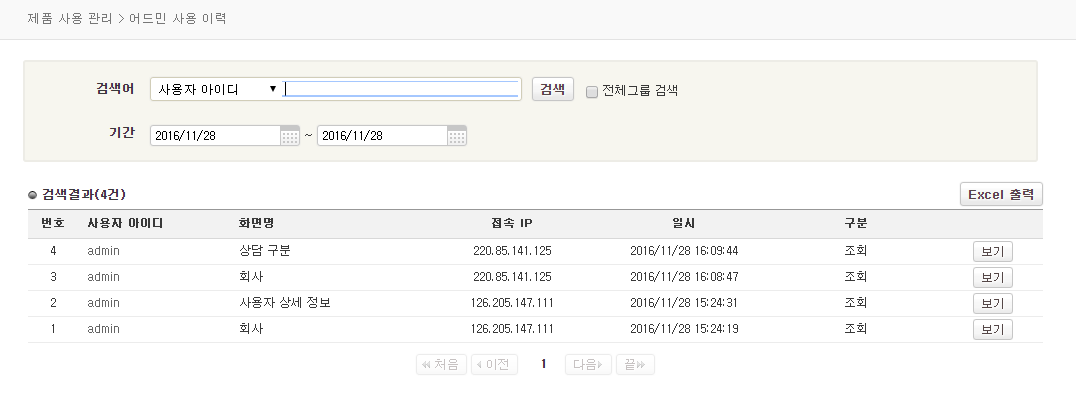 제품 사용 관리 > 어드민 사용 이력
검색어 사용자 아이디 검색 전체그룹 검색
기간 2016/11/28 ~ 2016/11/28
검색결과(4건) Excel 출력
번호 사용자 아이디 화면명 접속 IP 일시 구분
4 admin 상담 구분 220.85.141.125 2016/11/28 16:09:44 조회 보기
3 admin 회사 220.85.141.125 2016/11/28 16:08:47 조회 보기
2 admin 사용자 상세 정보 126.205.147.111 2016/11/28 15:24:31 조회 보기
1 admin 회사 126.205.147.111 2016/11/28 15:24:19 조회 보기
처음 이전 1 다음 끝